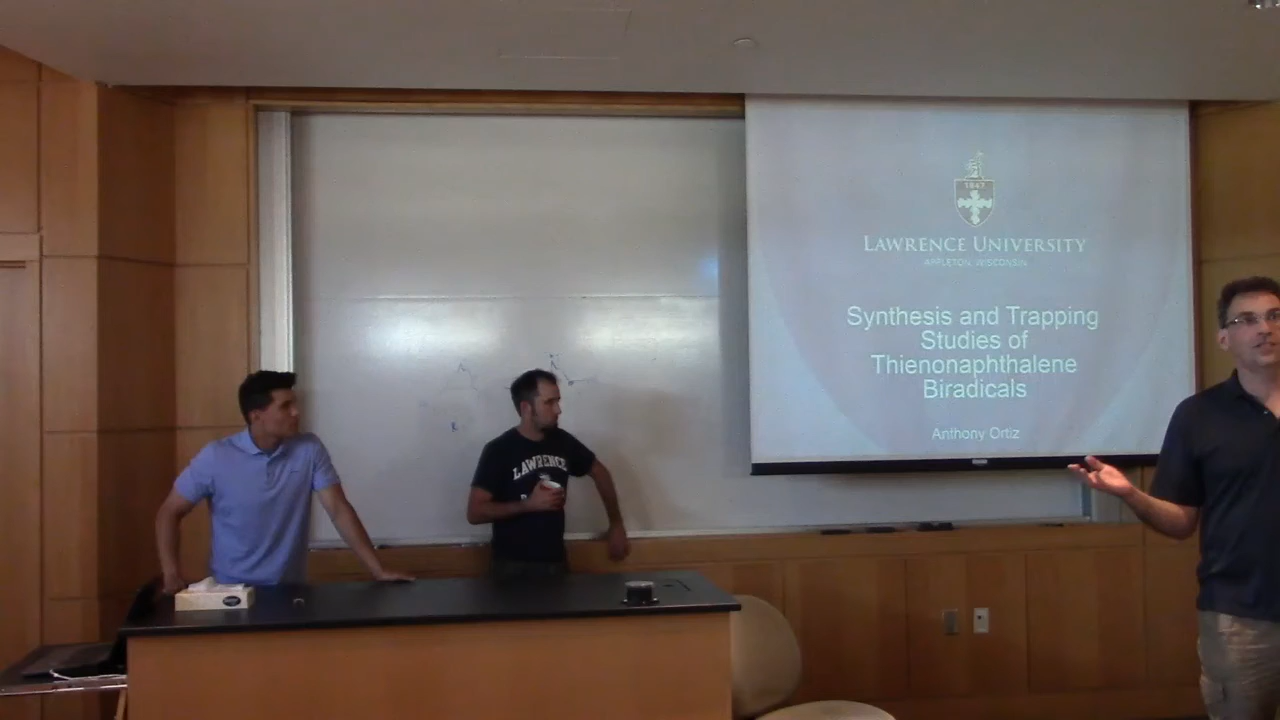 1847
LAWRENCE UNIVERSITY
APPLETON, WISCONSIN
Synthesis and Trapping
Studies of
Thienonaphthalene
Biradicals
Anthony Ortiz
LAWRENCE